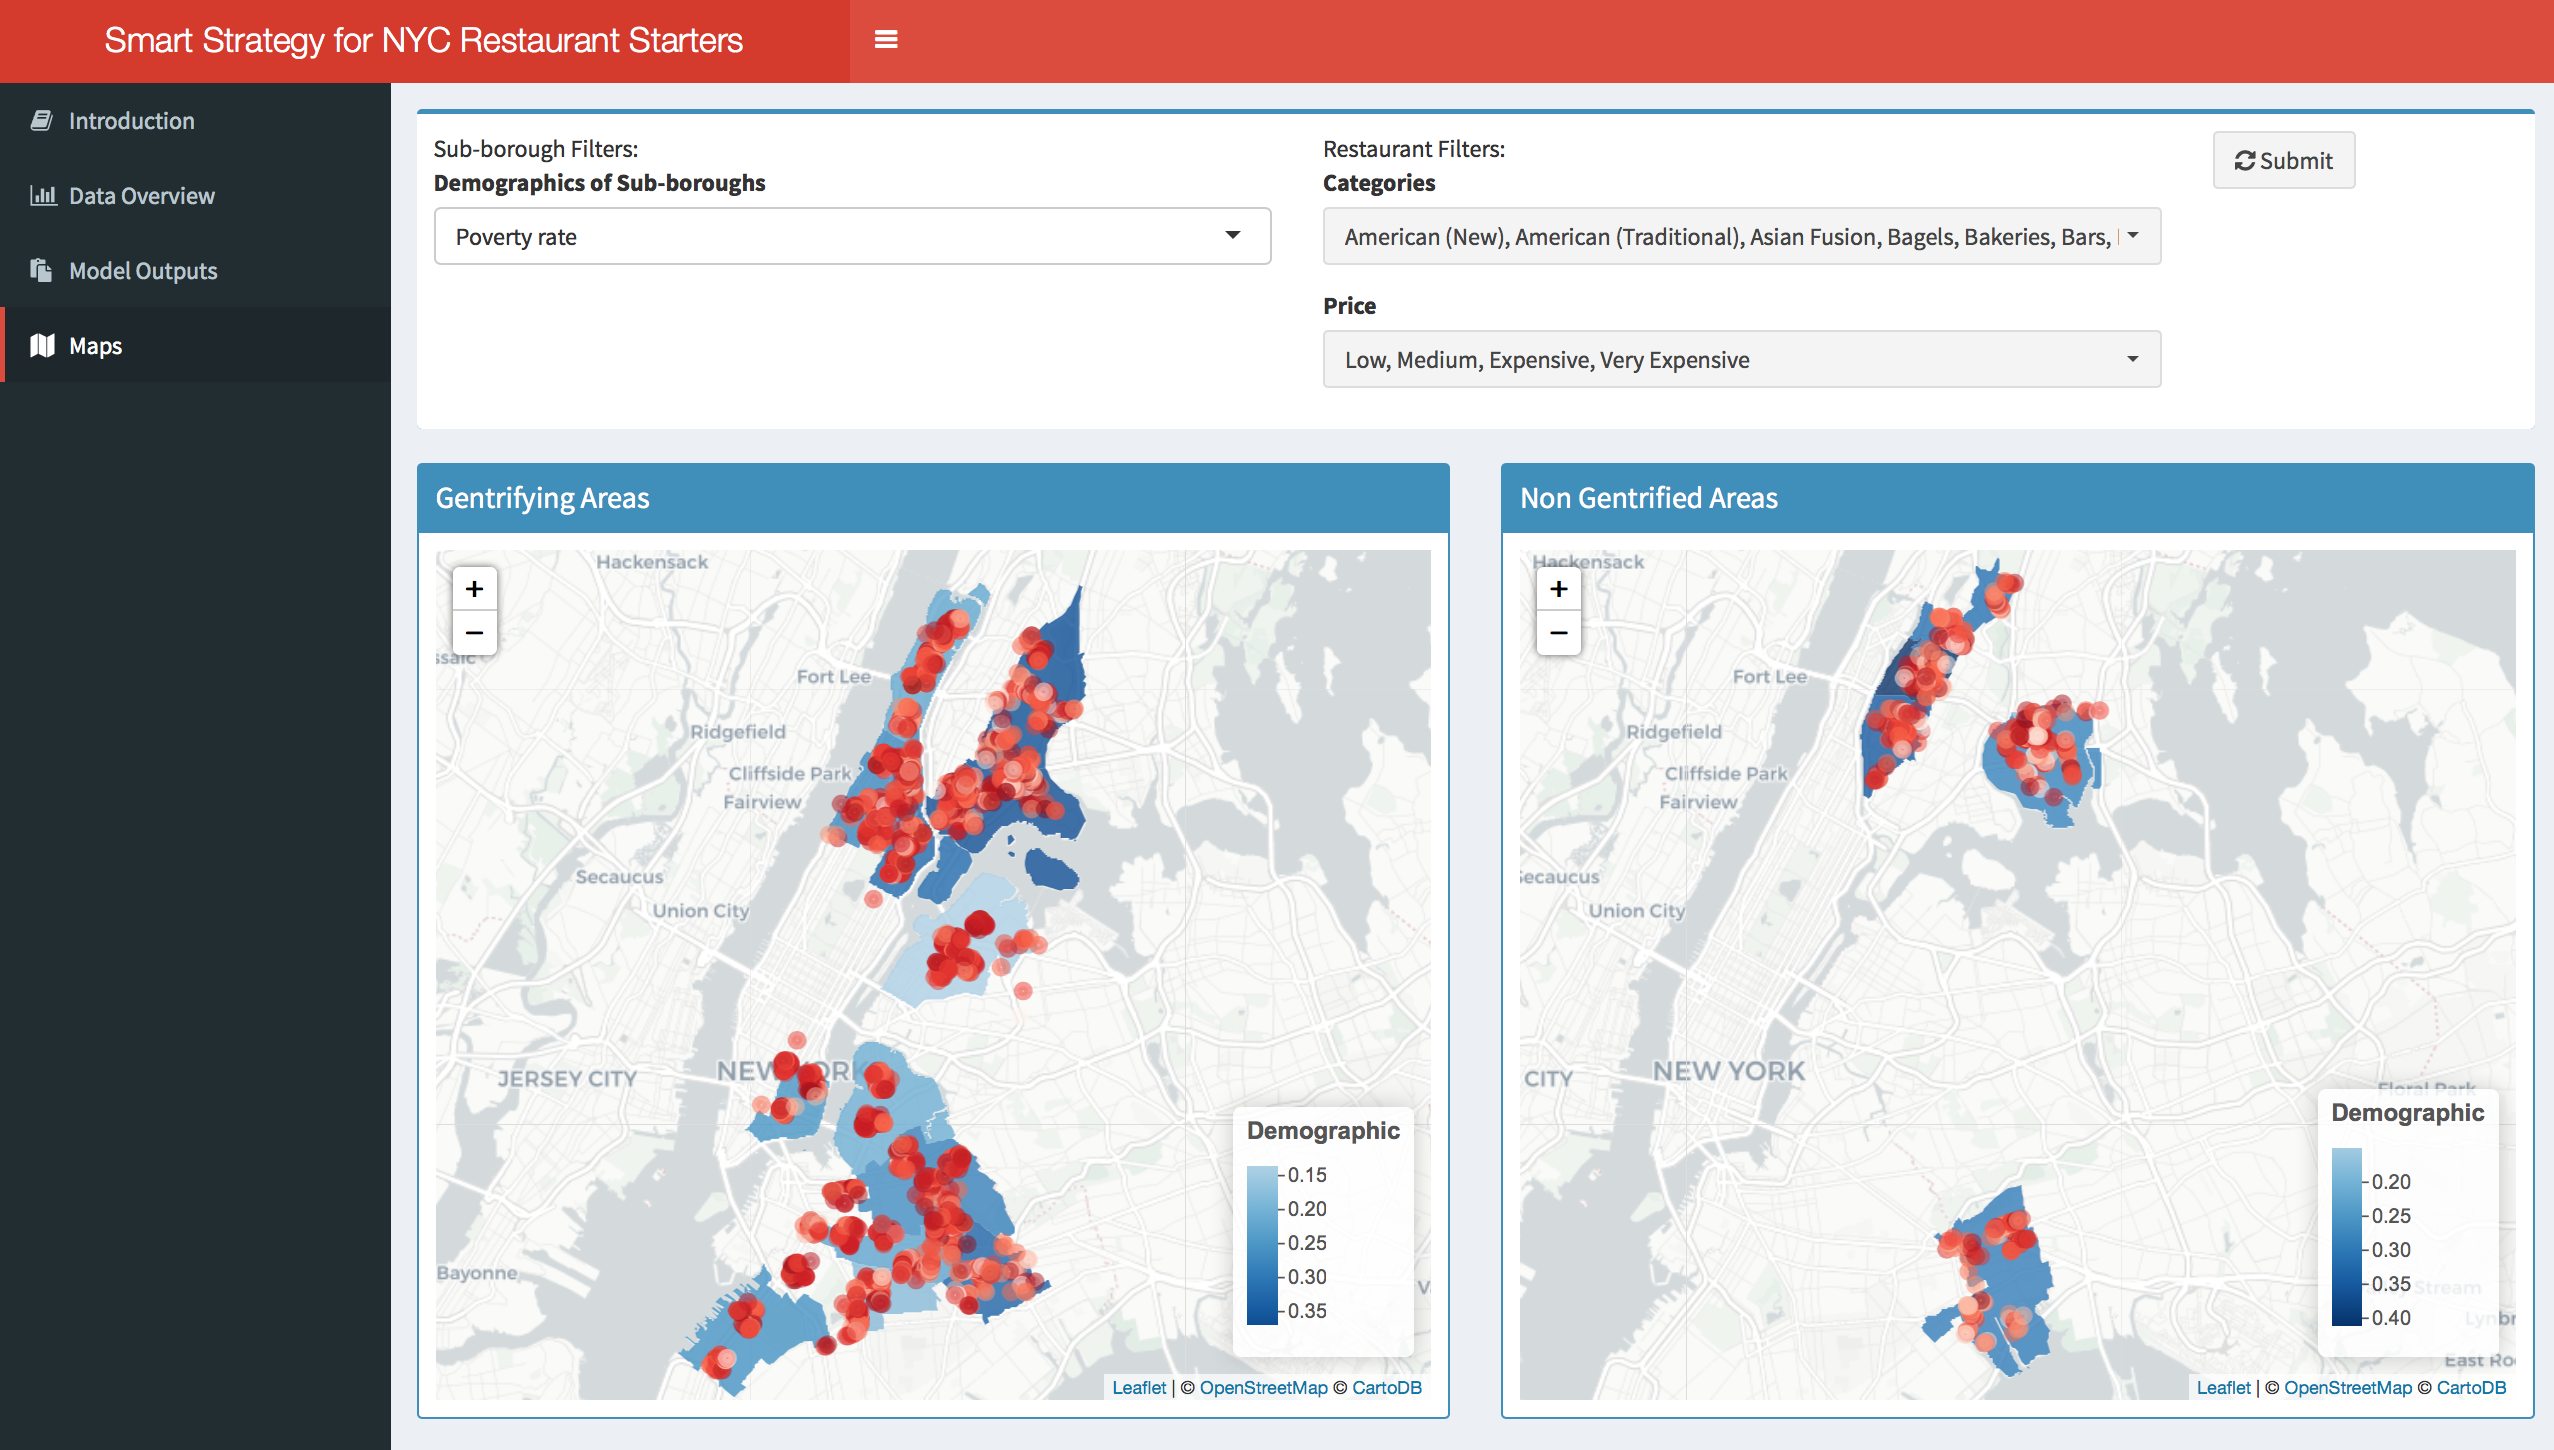 Smart Strategy for NYC Restaurant Starters
Introduction
Data Overview
Model Outputs
Maps
Sub-borough Filters:
Demographics of Sub-boroughs
Poverty rate
Restaurant Filters:
Categories
American (New), American (Traditional), Asian Fusion, Bagels, Bakeries, Bars,
Price
Low, Medium, Expensive, Very Expensive
Submit
Gentrifying Areas
+
−
Hackensack
ssaic
Fort Lee
Ridgefield
Cliffside Park
Fairview
Secaucus
Union City
NEW YORK
JERSEY CITY
Bayonne
Demographic
0.15
0.20
0.25
0.30
0.35
Leaflet | © OpenStreetMap © CartoDB
Non Gentrified Areas
+
−
Hackensack
Fort Lee
Ridgefield
Cliffside Park
Fairview
Secaucus
Union City
NEW YORK
CITY
Floral Park
Demographic
0.20
0.25
0.30
0.35
0.40
Stream
Lynbr
East Ro
Leaflet | © OpenStreetMap © CartoDB